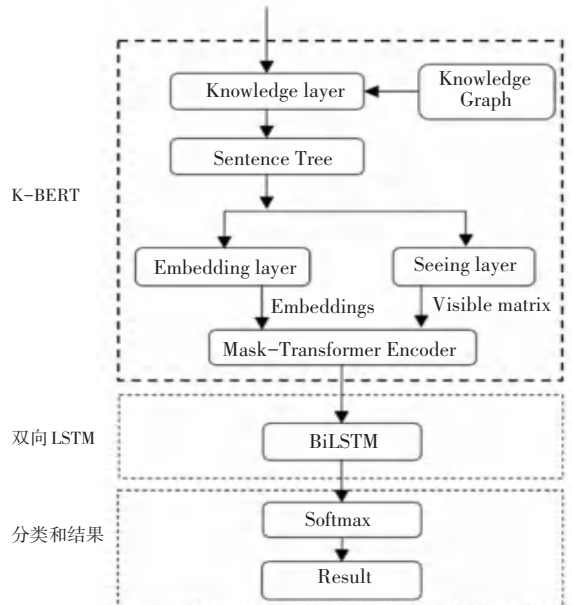 Knowledge layer
Knowledge
Graph
Sentence Tree
K-BERT
Embedding layer
Seeing layer
Embeddings
Visible matrix
Mask-Transformer Encoder
双向 LSTM
BiLSTM
Softmax
分类和结果
Result